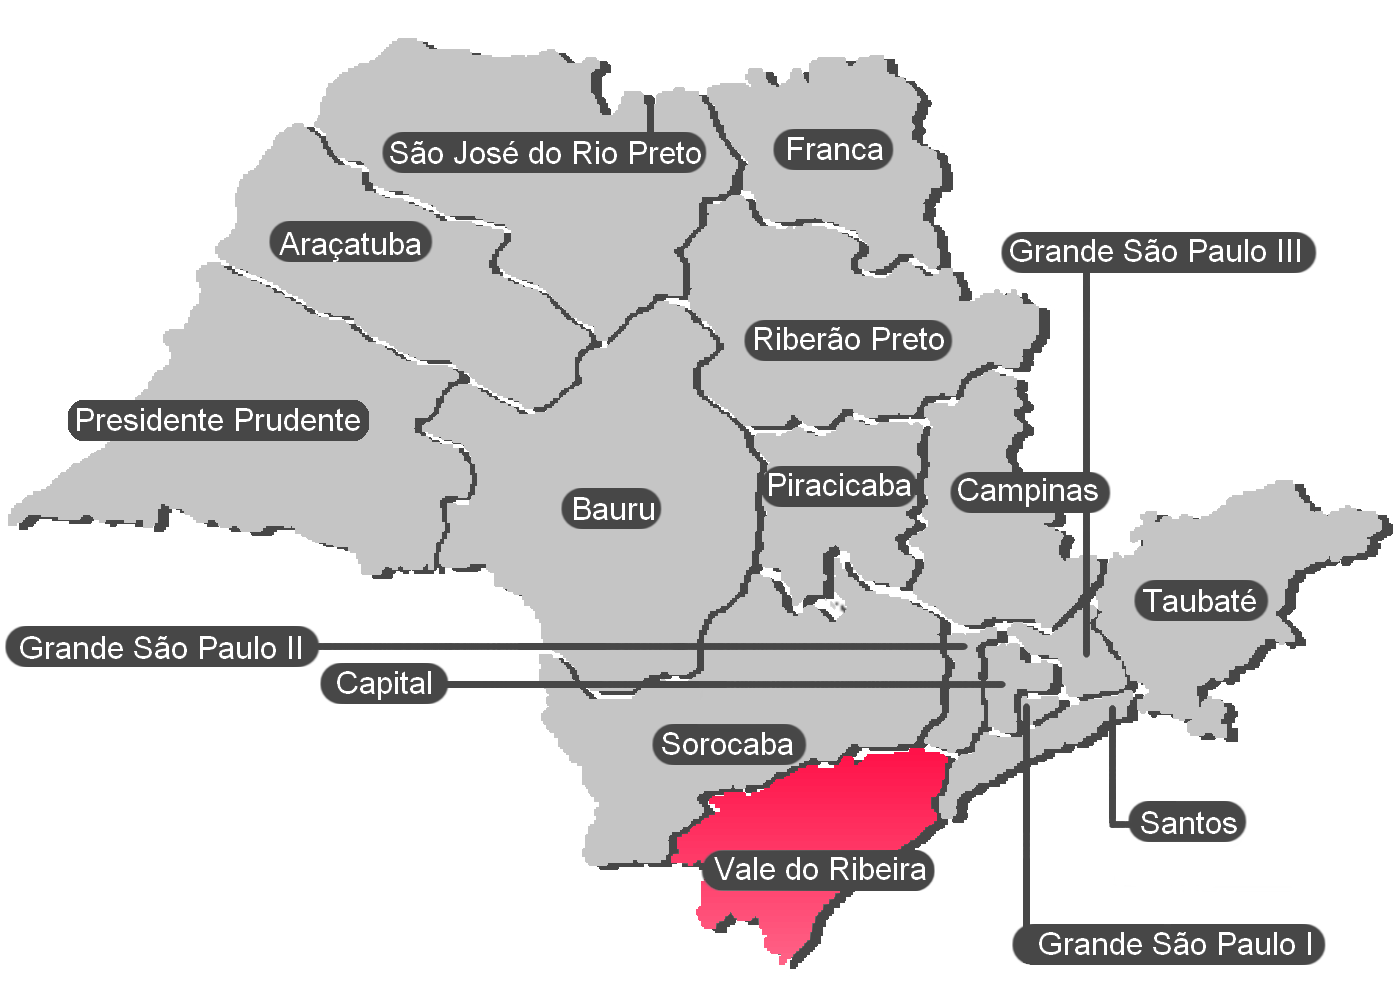 São José do Rio Preto
Franca
Araçatuba
Grande São Paulo III
Riberão Preto
Presidente Prudente
Piracicaba
Campinas
Bauru
Taubaté
Grande São Paulo II
Capital
Sorocaba
Santos
Vale do Ribeira
Grande São Paulo I